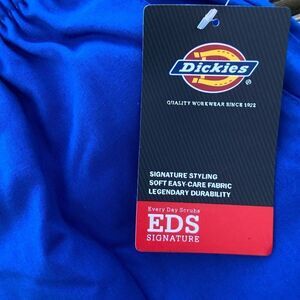 Dickies
®
QUALITY WORKWEAR SINCE 1922
SIGNATURE STYLING
SOFT EASY-CARE FABRIC
LEGENDARY DURABILITY
Every Day Scrubs
EDS
SIGNATURE